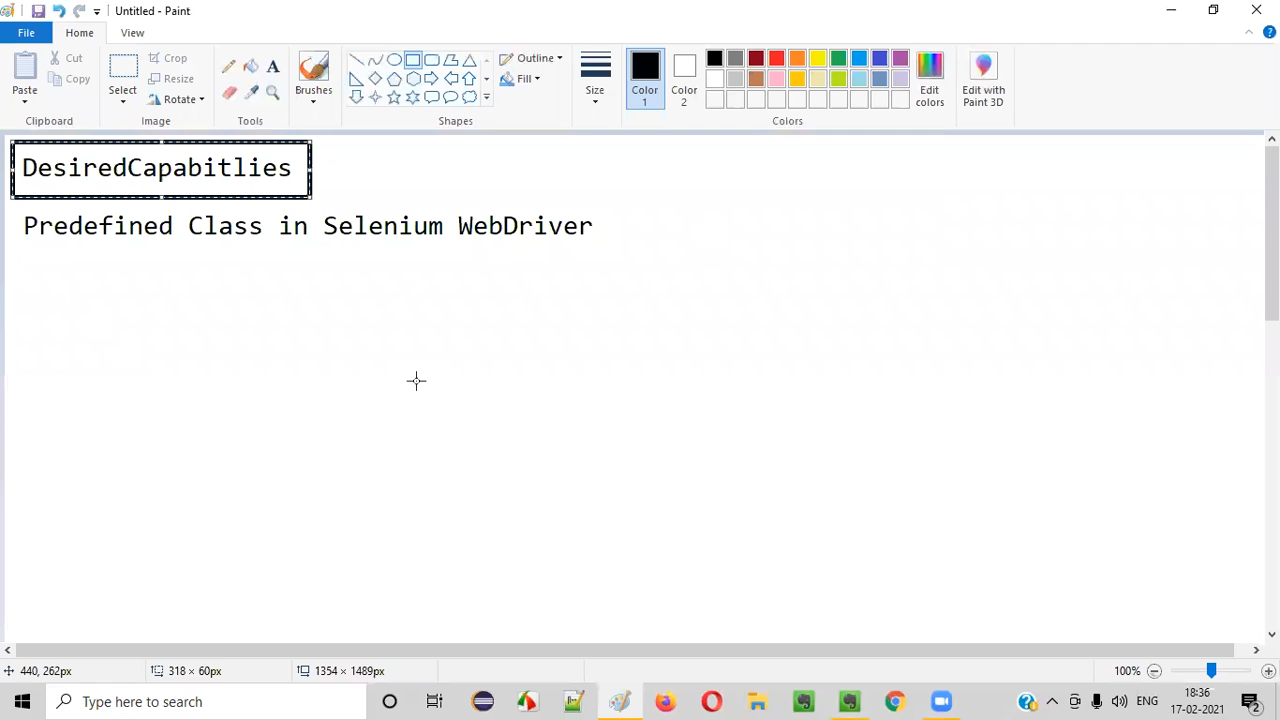 Untitled - Paint
File Home View
Paste Cut Copy Select Crop Resize Rotate A Brushes Outline Fill Size Color 1 Color 2 Edit colors Edit with Paint 3D
Clipboard Image Tools Shapes Colors
DesiredCapabitlies
Predefined Class in Selenium WebDriver
440, 262px 318 × 60px 1354 × 1489px 100%
Type here to search ENG 18:36
17-02-2021 2